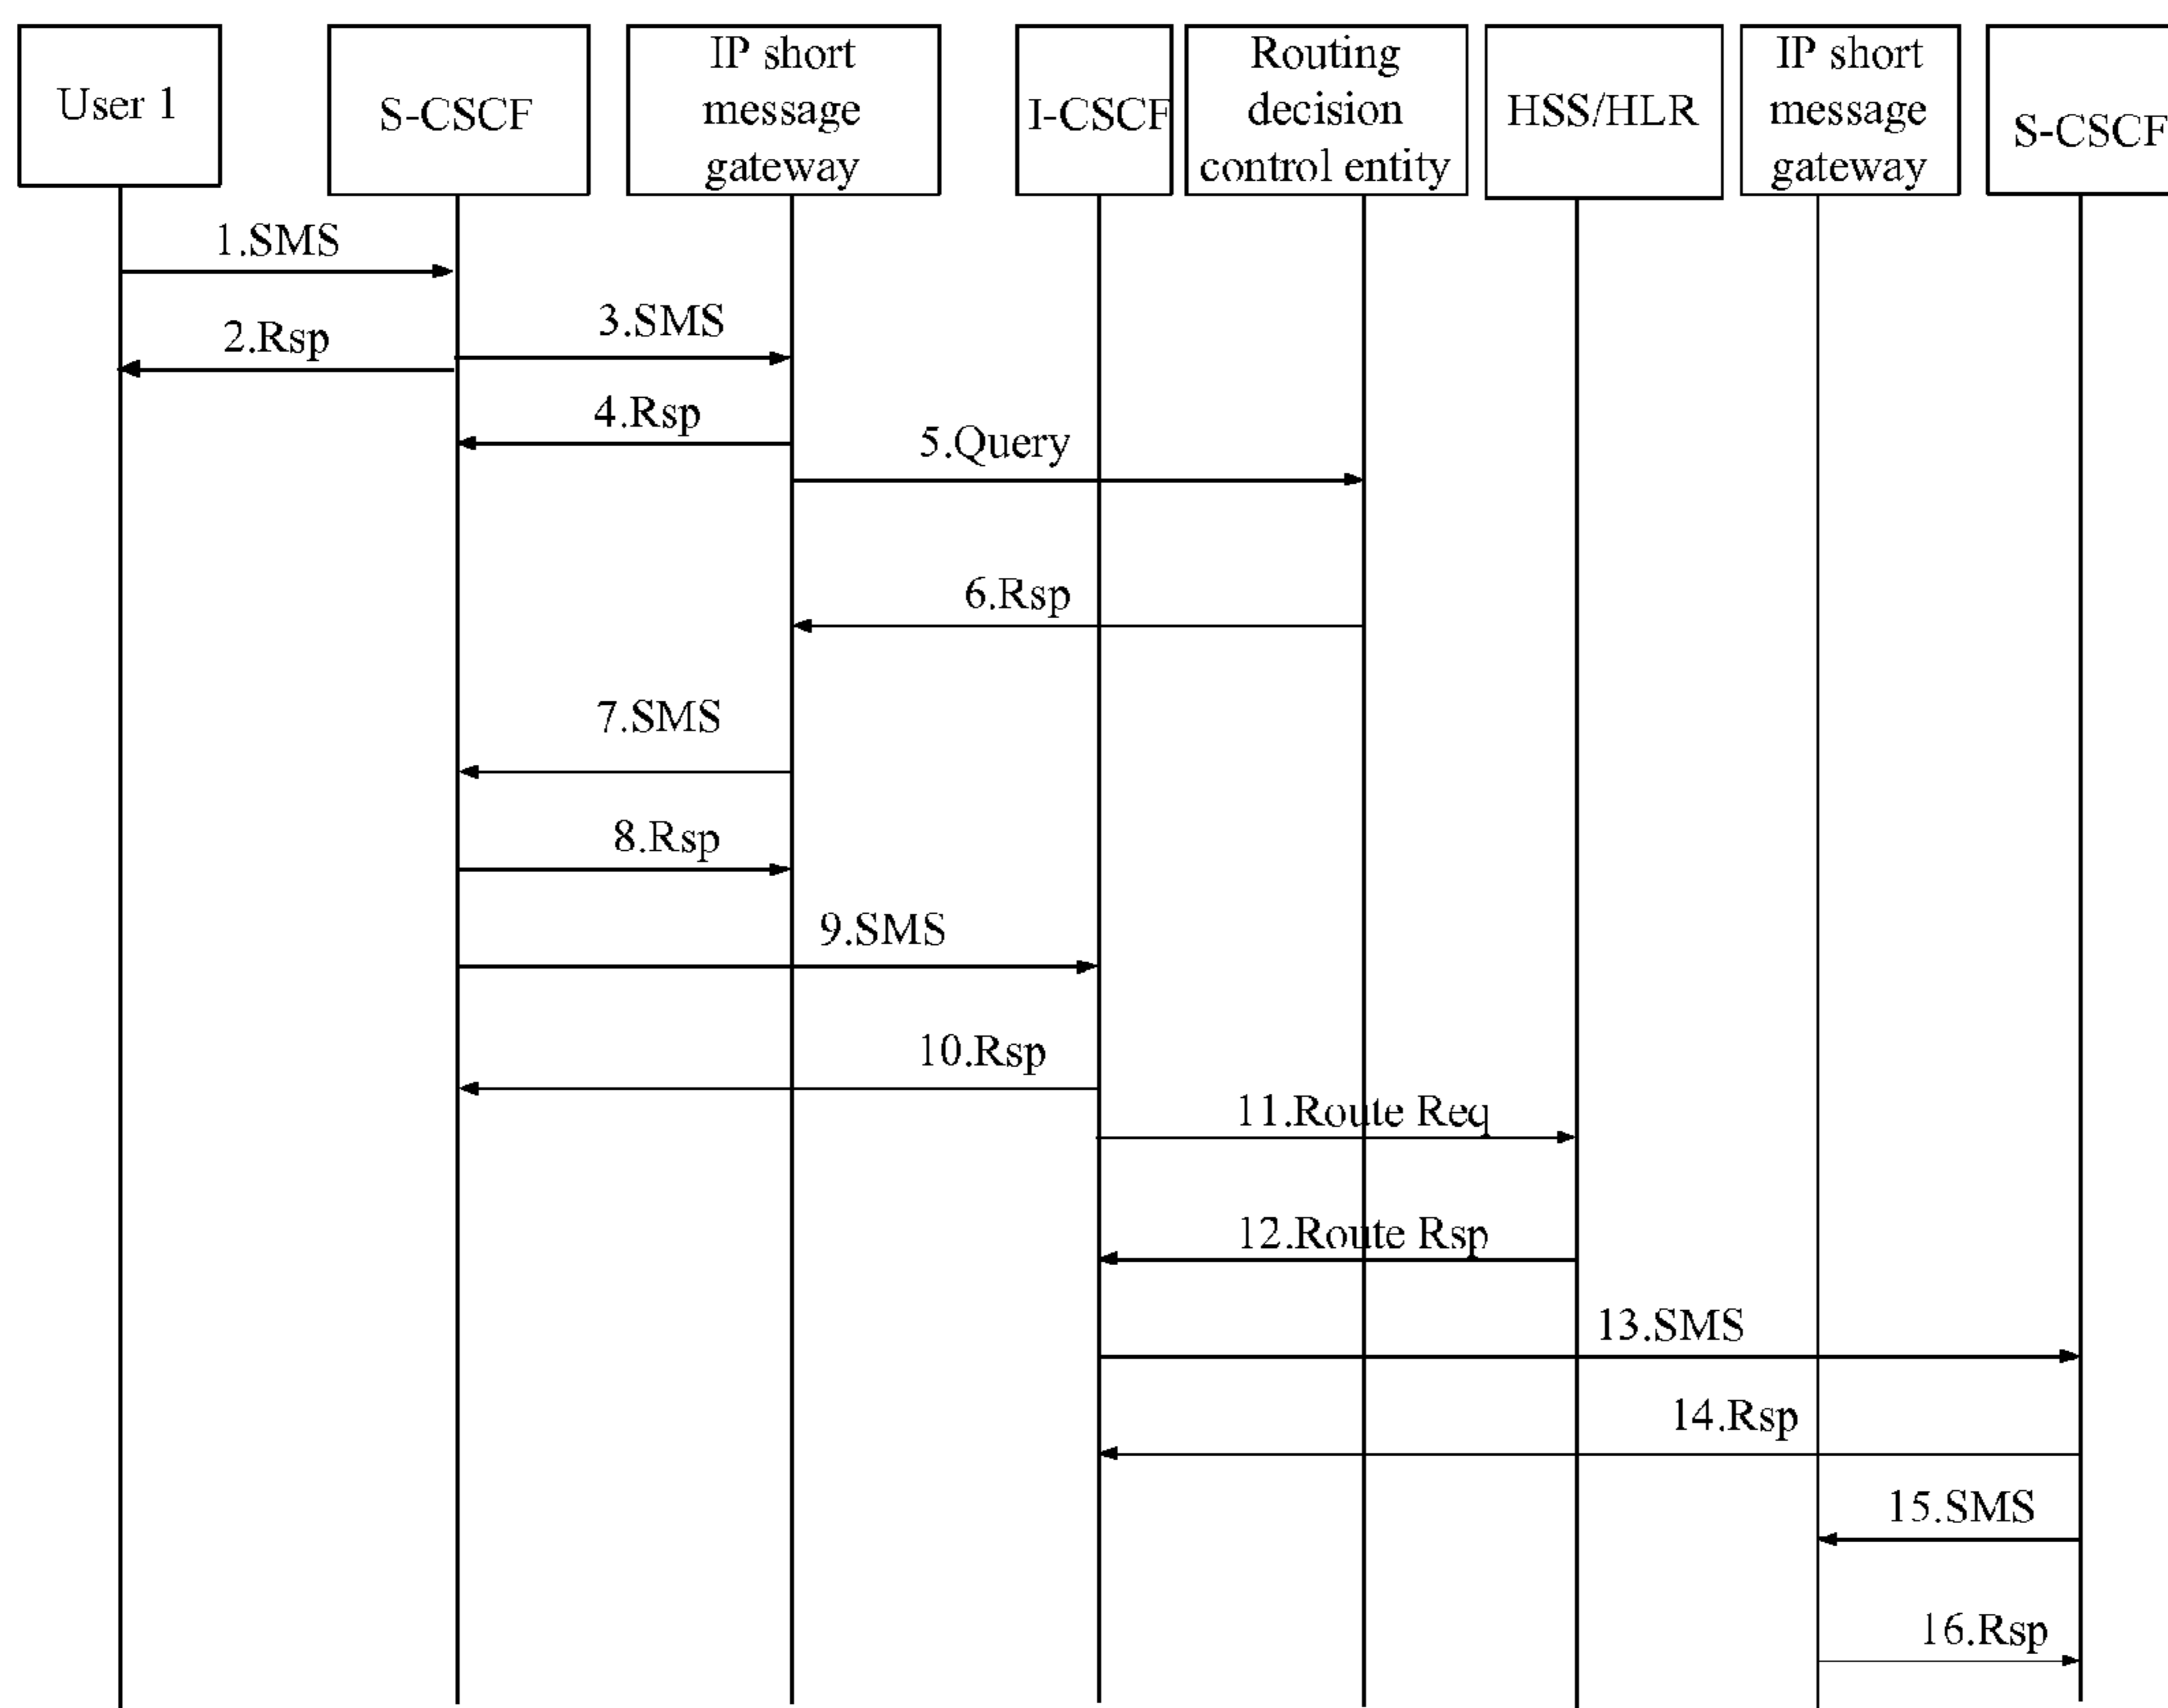 User 1
S-CSCF
IP short
message
gateway
I-CSCF
Routing
decision
control entity
HSS/HLR
IP short
message
gateway
S-CSCF
1.SMS
2.Rsp
3.SMS
4.Rsp
5.Query
6.Rsp
7.SMS
8.Rsp
9.SMS
10.Rsp
11.Route Req
12.Route Rsp
13.SMS
14.Rsp
15.SMS
16.Rsp